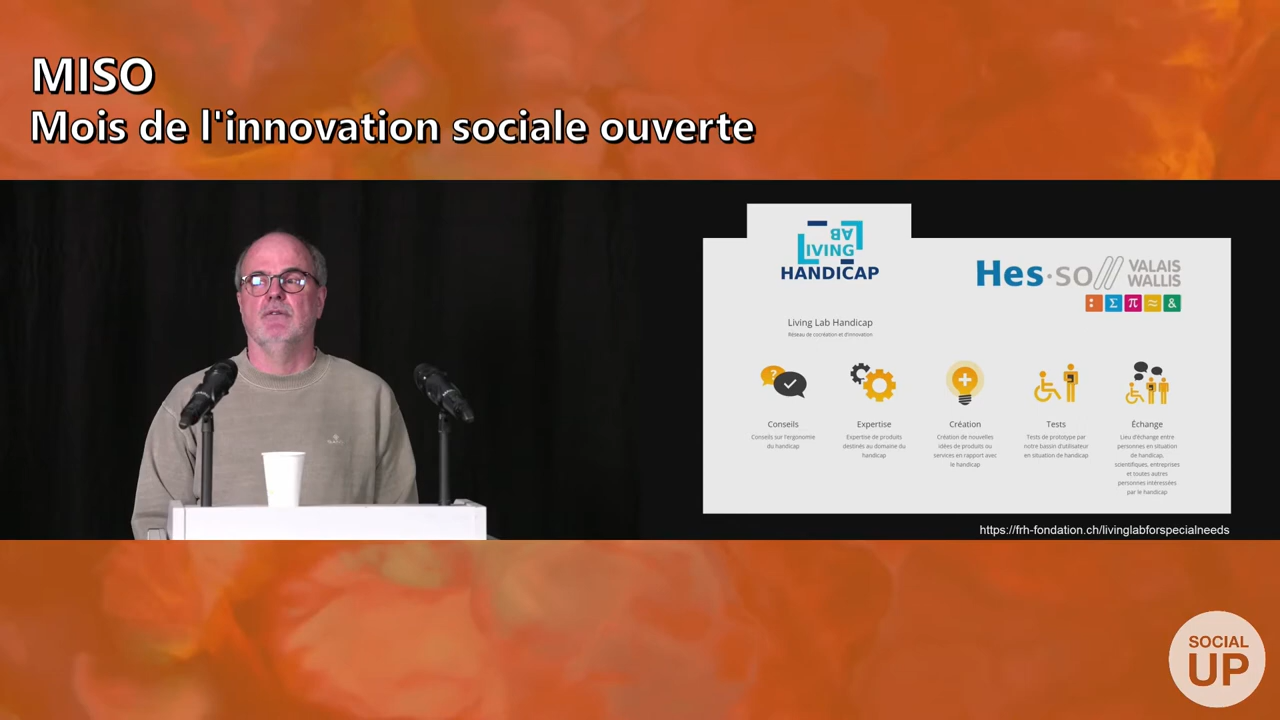 MISO
Mois de l'innovation sociale ouverte
LAB
LIVING
HANDICAP
Hes·so// VALAIS
WALLIS
: Σ π ≈ &
Living Lab Handicap
Réseau de cocréation et d'innovation
?
Conseils
Conseils sur l'ergonomie
du handicap
Expertise
Expertise de produits
destinés au domaine du
handicap
Création
Création de nouvelles
idées de produits ou
services en rapport avec
le handicap
Tests
Tests de prototype par
notre bassin d'utilisateur
en situation de handicap
Échange
Lieu d'échange entre
personnes en situation
de handicap,
scientifiques, entreprises
et toutes autres
personnes intéressées
par le handicap
https://frh-fondation.ch/livinglabforspecialneeds
SOCIAL
UP